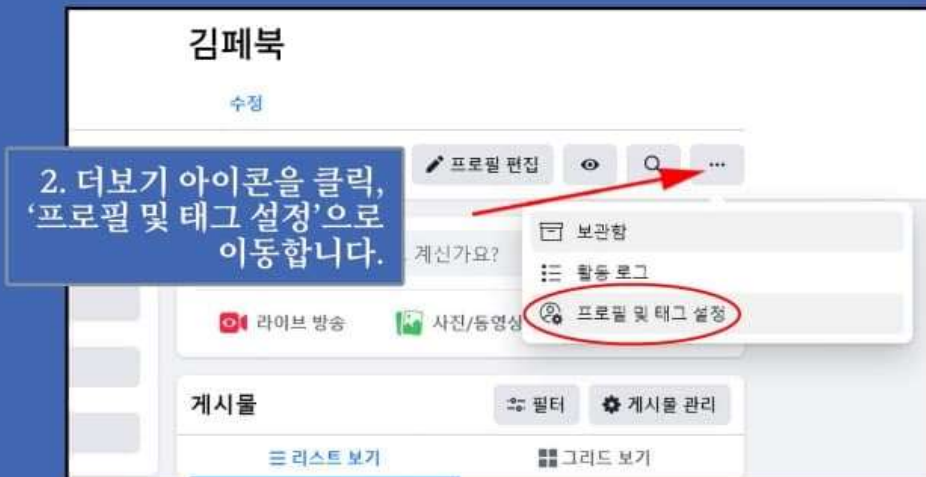 김페북
수정
2. 더보기 아이콘을 클릭,
‘프로필 및 태그 설정’으로
이동합니다.
프로필 편집
보관함
계신가요?
활동 로그
프로필 및 태그 설정
라이브 방송
사진/동영상
게시물
필터
게시물 관리
리스트 보기
그리드 보기